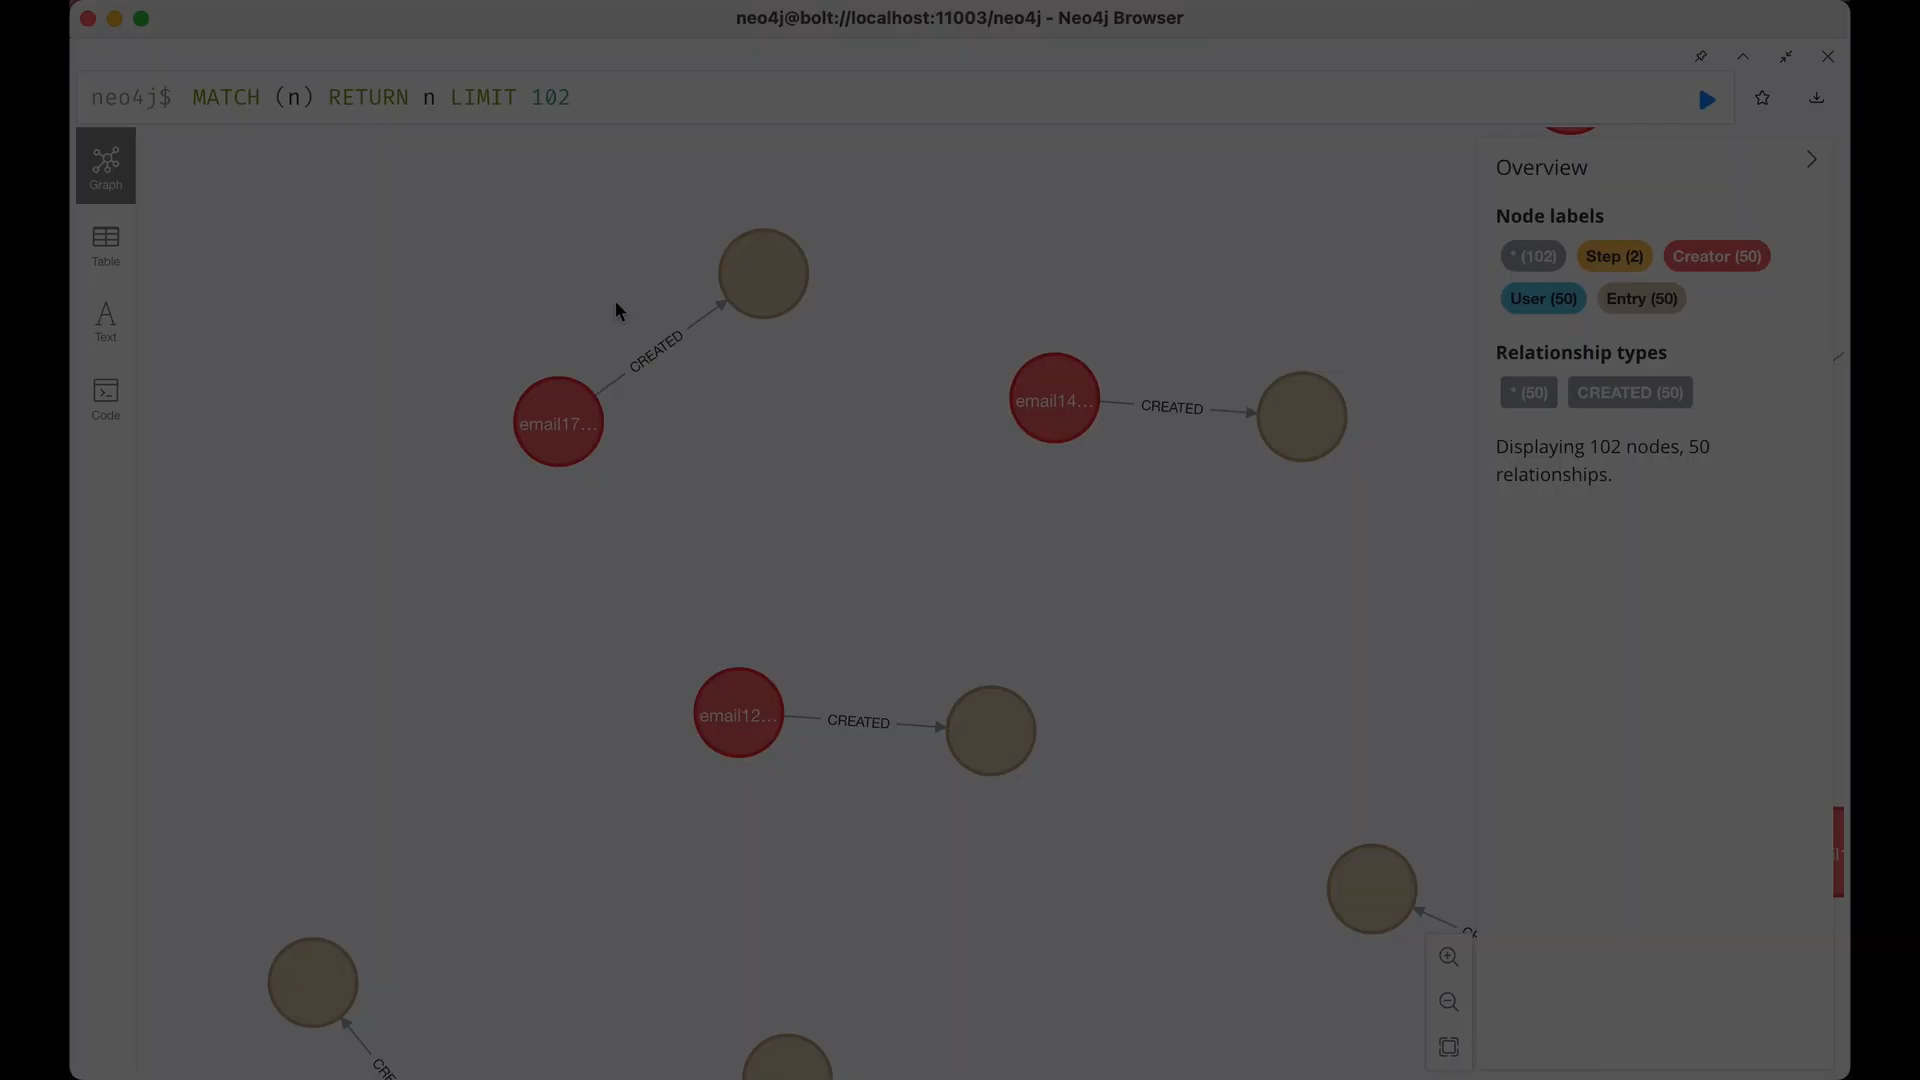 neo4j@bolt://localhost:11003/neo4j - Neo4j Browser
neo4j$ MATCH (n) RETURN n LIMIT 102
Graph
Table
Text
Code
CREATED
email17...
email14...
CREATED
email12...
CREATED
CRE
Overview
Node labels
* (102) Step (2) Creator (50)
User (50) Entry (50)
Relationship types
* (50) CREATED (50)
Displaying 102 nodes, 50
relationships.